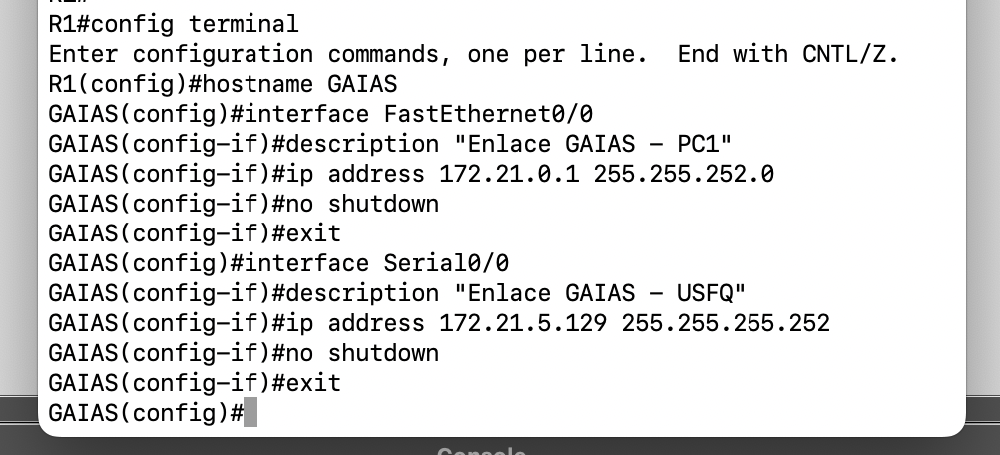 R1#config terminal
Enter configuration commands, one per line.  End with CNTL/Z.
R1(config)#hostname GAIAS
GAIAS(config)#interface FastEthernet0/0
GAIAS(config-if)#description "Enlace GAIAS – PC1"
GAIAS(config-if)#ip address 172.21.0.1 255.255.252.0
GAIAS(config-if)#no shutdown
GAIAS(config-if)#exit
GAIAS(config)#interface Serial0/0
GAIAS(config-if)#description "Enlace GAIAS – USFQ"
GAIAS(config-if)#ip address 172.21.5.129 255.255.255.252
GAIAS(config-if)#no shutdown
GAIAS(config-if)#exit
GAIAS(config)#
Console